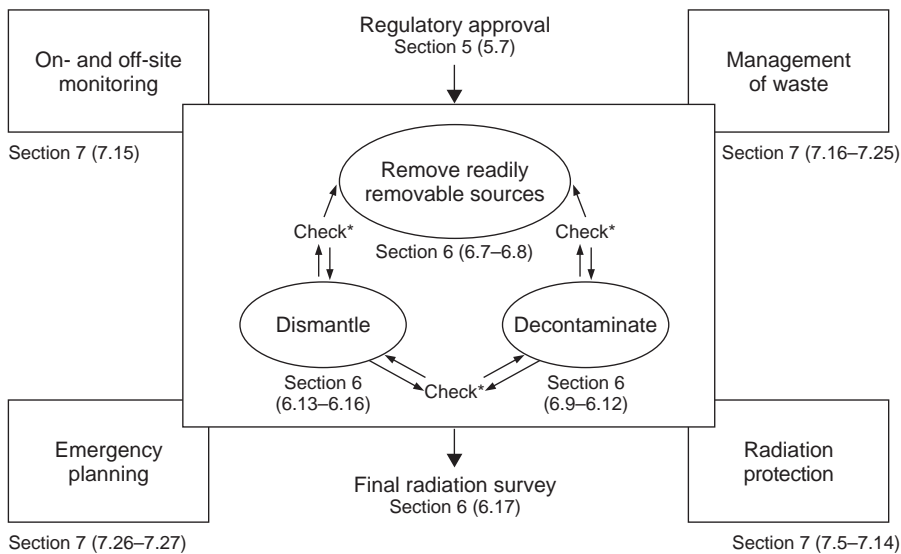 Regulatory approval
Section 5 (5.7)
On- and off-site
monitoring
Section 7 (7.15)
Management
of waste
Section 7 (7.16–7.25)
Remove readily
removable sources
Section 6 (6.7–6.8)
Check*
Check*
Dismantle
Section 6
(6.13–6.16)
Decontaminate
Section 6
(6.9–6.12)
Check*
Emergency
planning
Section 7 (7.26–7.27)
Final radiation survey
Section 6 (6.17)
Radiation
protection
Section 7 (7.5–7.14)